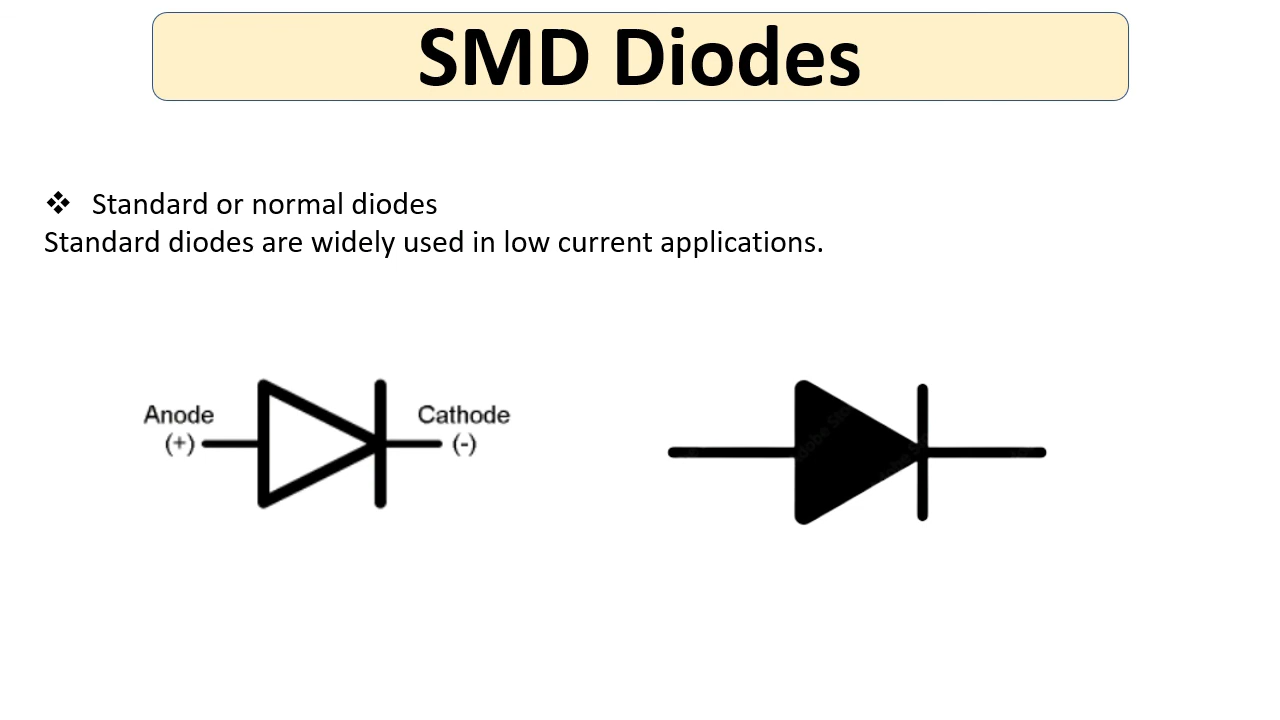 SMD Diodes
❖ Standard or normal diodes
Standard diodes are widely used in low current applications.
Anode
(+)
Cathode
(-)